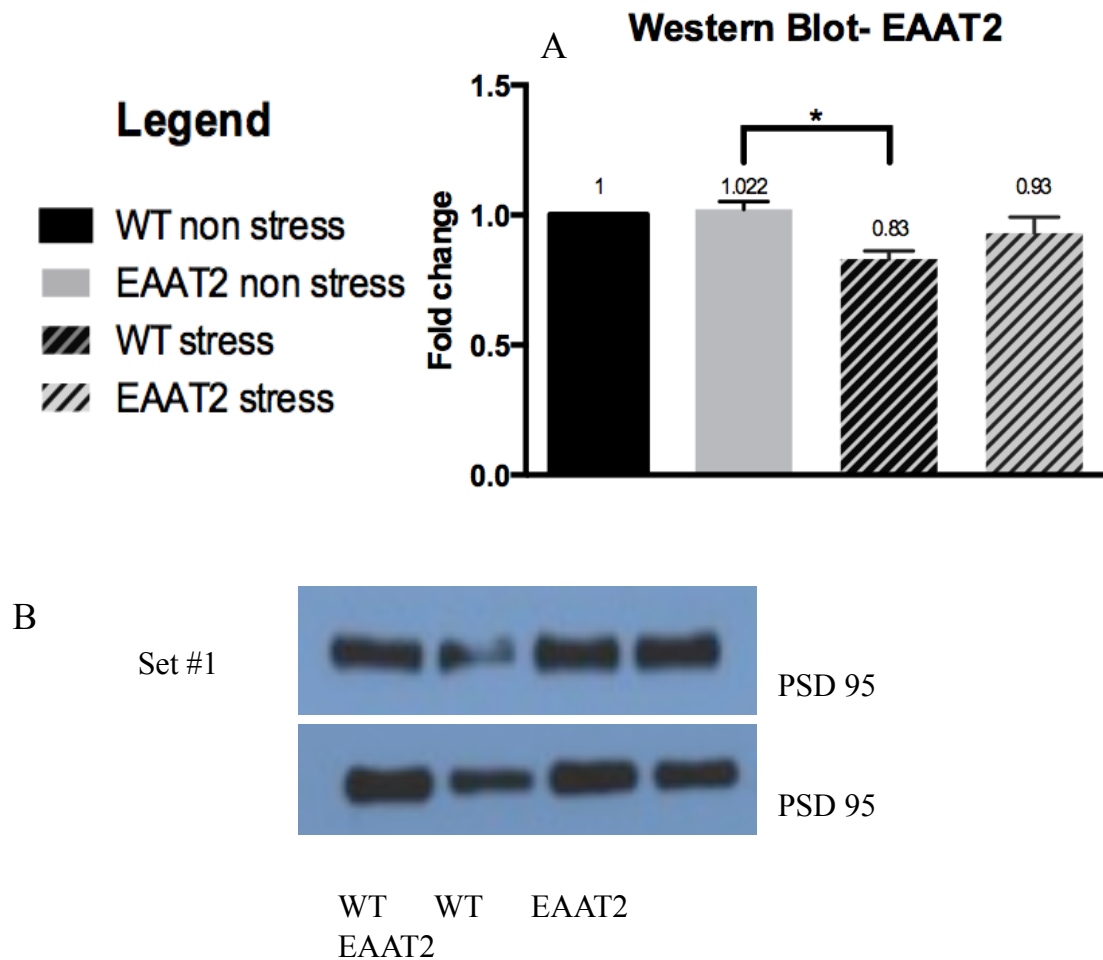 A
Western Blot- EAAT2
Legend
WT non stress
EAAT2 non stress
WT stress
EAAT2 stress
Fold change
1.5
1.0
0.5
0.0
*
1
1.022
0.83
0.93
B
Set #1
PSD 95
PSD 95
WT WT EAAT2
EAAT2